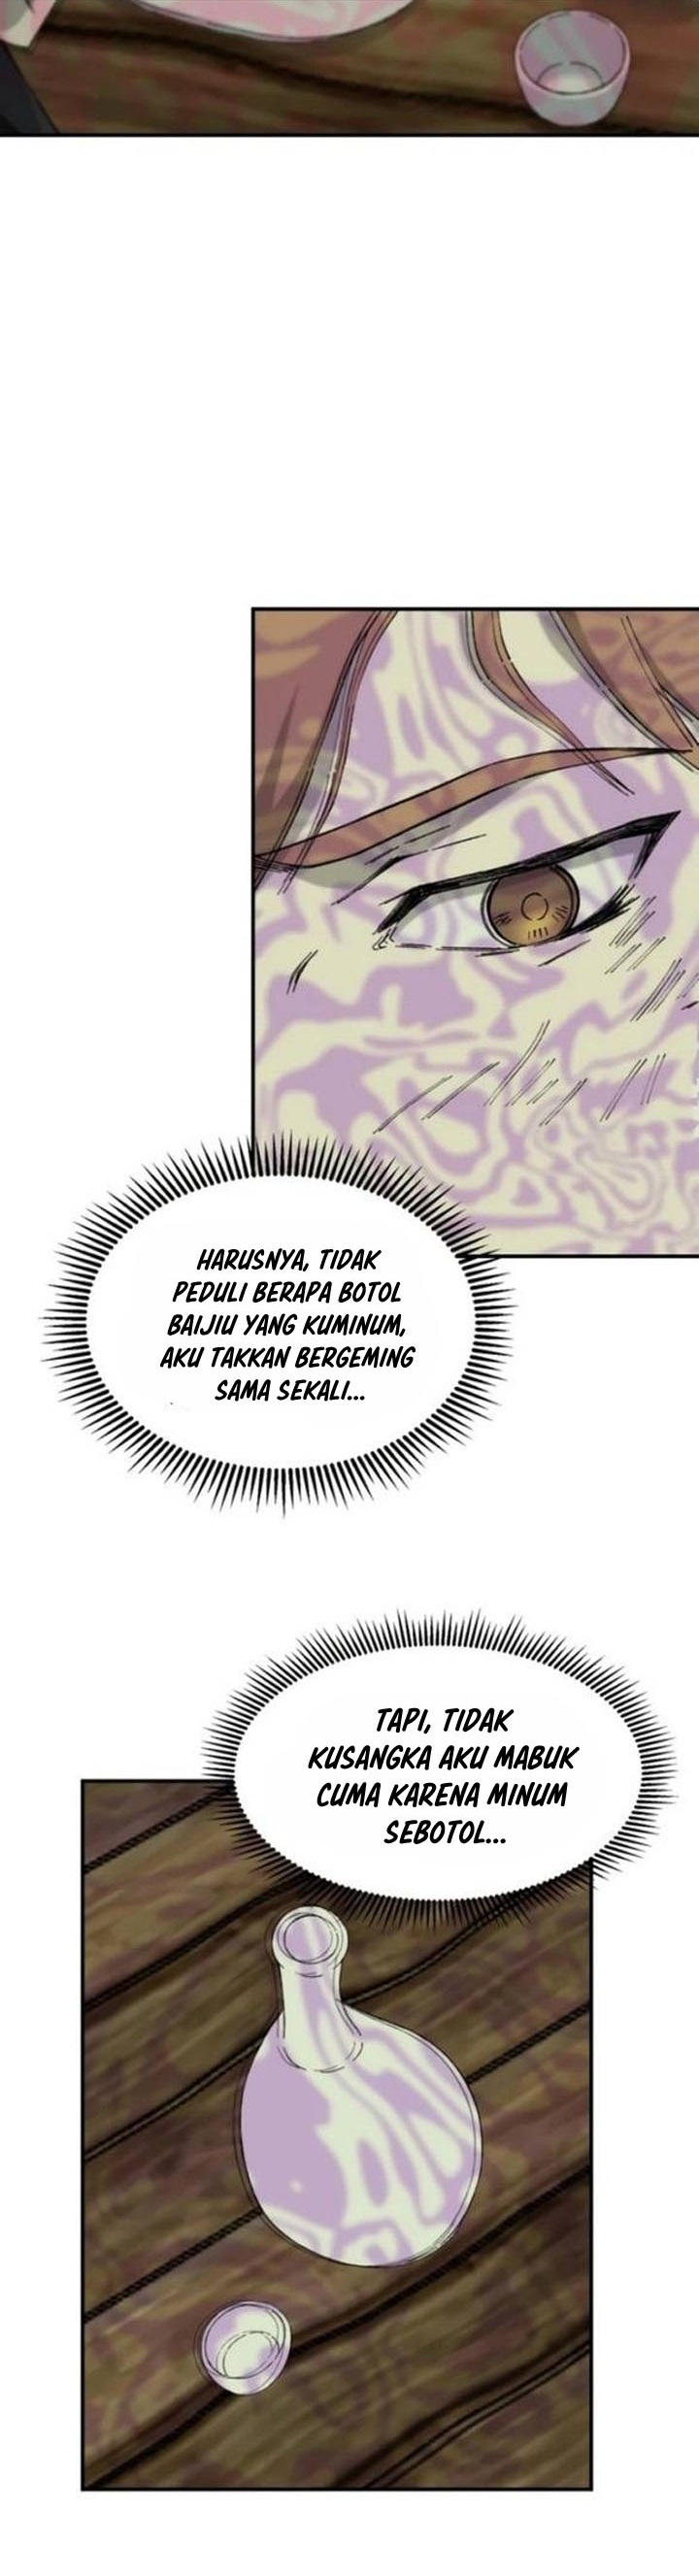 HARUSNYA, TIDAK
PEDULI BERAPA BOTOL
BAIJIU YANG KUMINUM,
AKU TAKKAN BERGEMING
SAMA SEKALI...
TAPI, TIDAK
KUSANGKA AKU MABUK
CUMA KARENA MINUM
SEBOTOL...